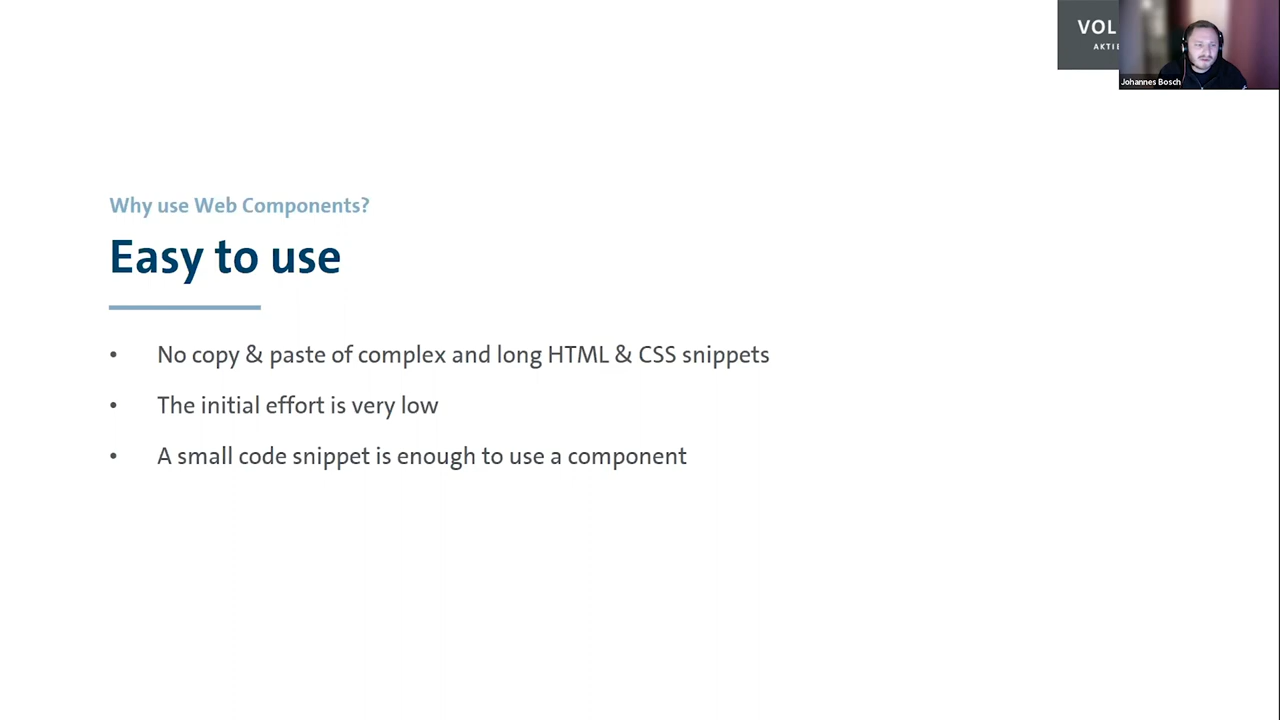 VOL
AKTIE
Johannes Bosch
Why use Web Components?
Easy to use
• No copy & paste of complex and long HTML & CSS snippets
• The initial effort is very low
• A small code snippet is enough to use a component